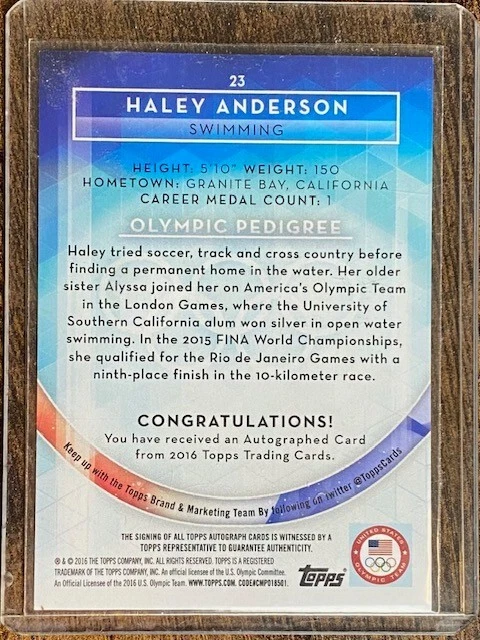 23
HALEY ANDERSON
SWIMMING
HEIGHT: 5'10" WEIGHT: 150
HOMETOWN: GRANITE BAY, CALIFORNIA
CAREER MEDAL COUNT: 1
OLYMPIC PEDIGREE
Haley tried soccer, track and cross country before
finding a permanent home in the water. Her older
sister Alyssa joined her on America's Olympic Team
in the London Games, where the University of
Southern California alum won silver in open water
swimming. In the 2015 FINA World Championships,
she qualified for the Rio de Janeiro Games with a
ninth-place finish in the 10-kilometer race.
CONGRATULATIONS!
You have received an Autographed Card
from 2016 Topps Trading Cards.
Keep up with the Topps Brand & Marketing Team By following on twitter @ToppsCards
THE SIGNING OF ALL TOPPS AUTOGRAPH CARDS IS WITNESSED BY A
TOPPS REPRESENTATIVE TO GUARANTEE AUTHENTICITY.
® & © 2016 THE TOPPS COMPANY, INC. ALL RIGHTS RESERVED. TOPPS IS A REGISTERED
TRADEMARK OF THE TOPPS COMPANY, INC. An official licensee of the U.S. Olympic Committee.
An Official Licensee of the 2016 U.S. Olympic Team. WWW.TOPPS.COM. CODE#CMP018501.
topps
UNITED STATES
OLYMPIC TEAM